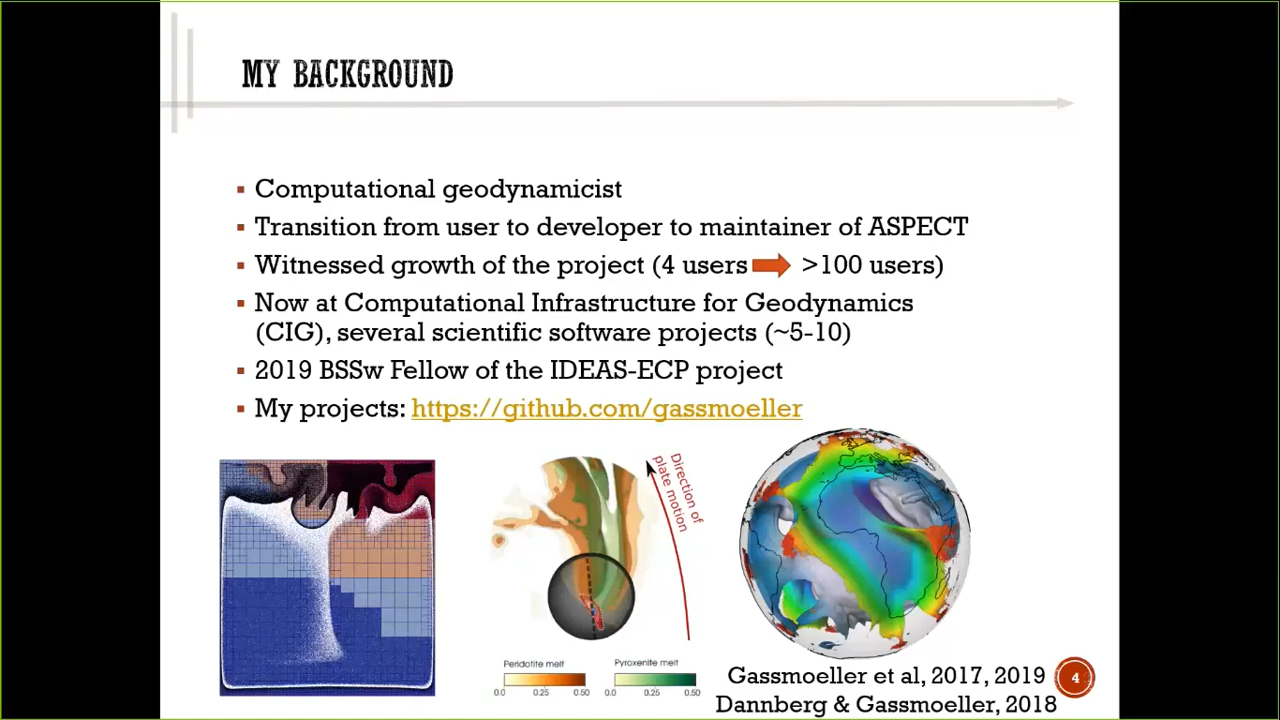 MY BACKGROUND
Computational geodynamicist
Transition from user to developer to maintainer of ASPECT
Witnessed growth of the project (4 users >100 users)
Now at Computational Infrastructure for Geodynamics
(CIG), several scientific software projects (~5-10)
2019 BSSw Fellow of the IDEAS-ECP project
My projects: https://github.com/gassmoeller
Direction of
plate motion
Peridotite melt
0.0 0.25 0.50
Pyroxenite melt
0.0 0.25 0.50
Gassmoeller et al, 2017, 2019
Dannberg & Gassmoeller, 2018
4